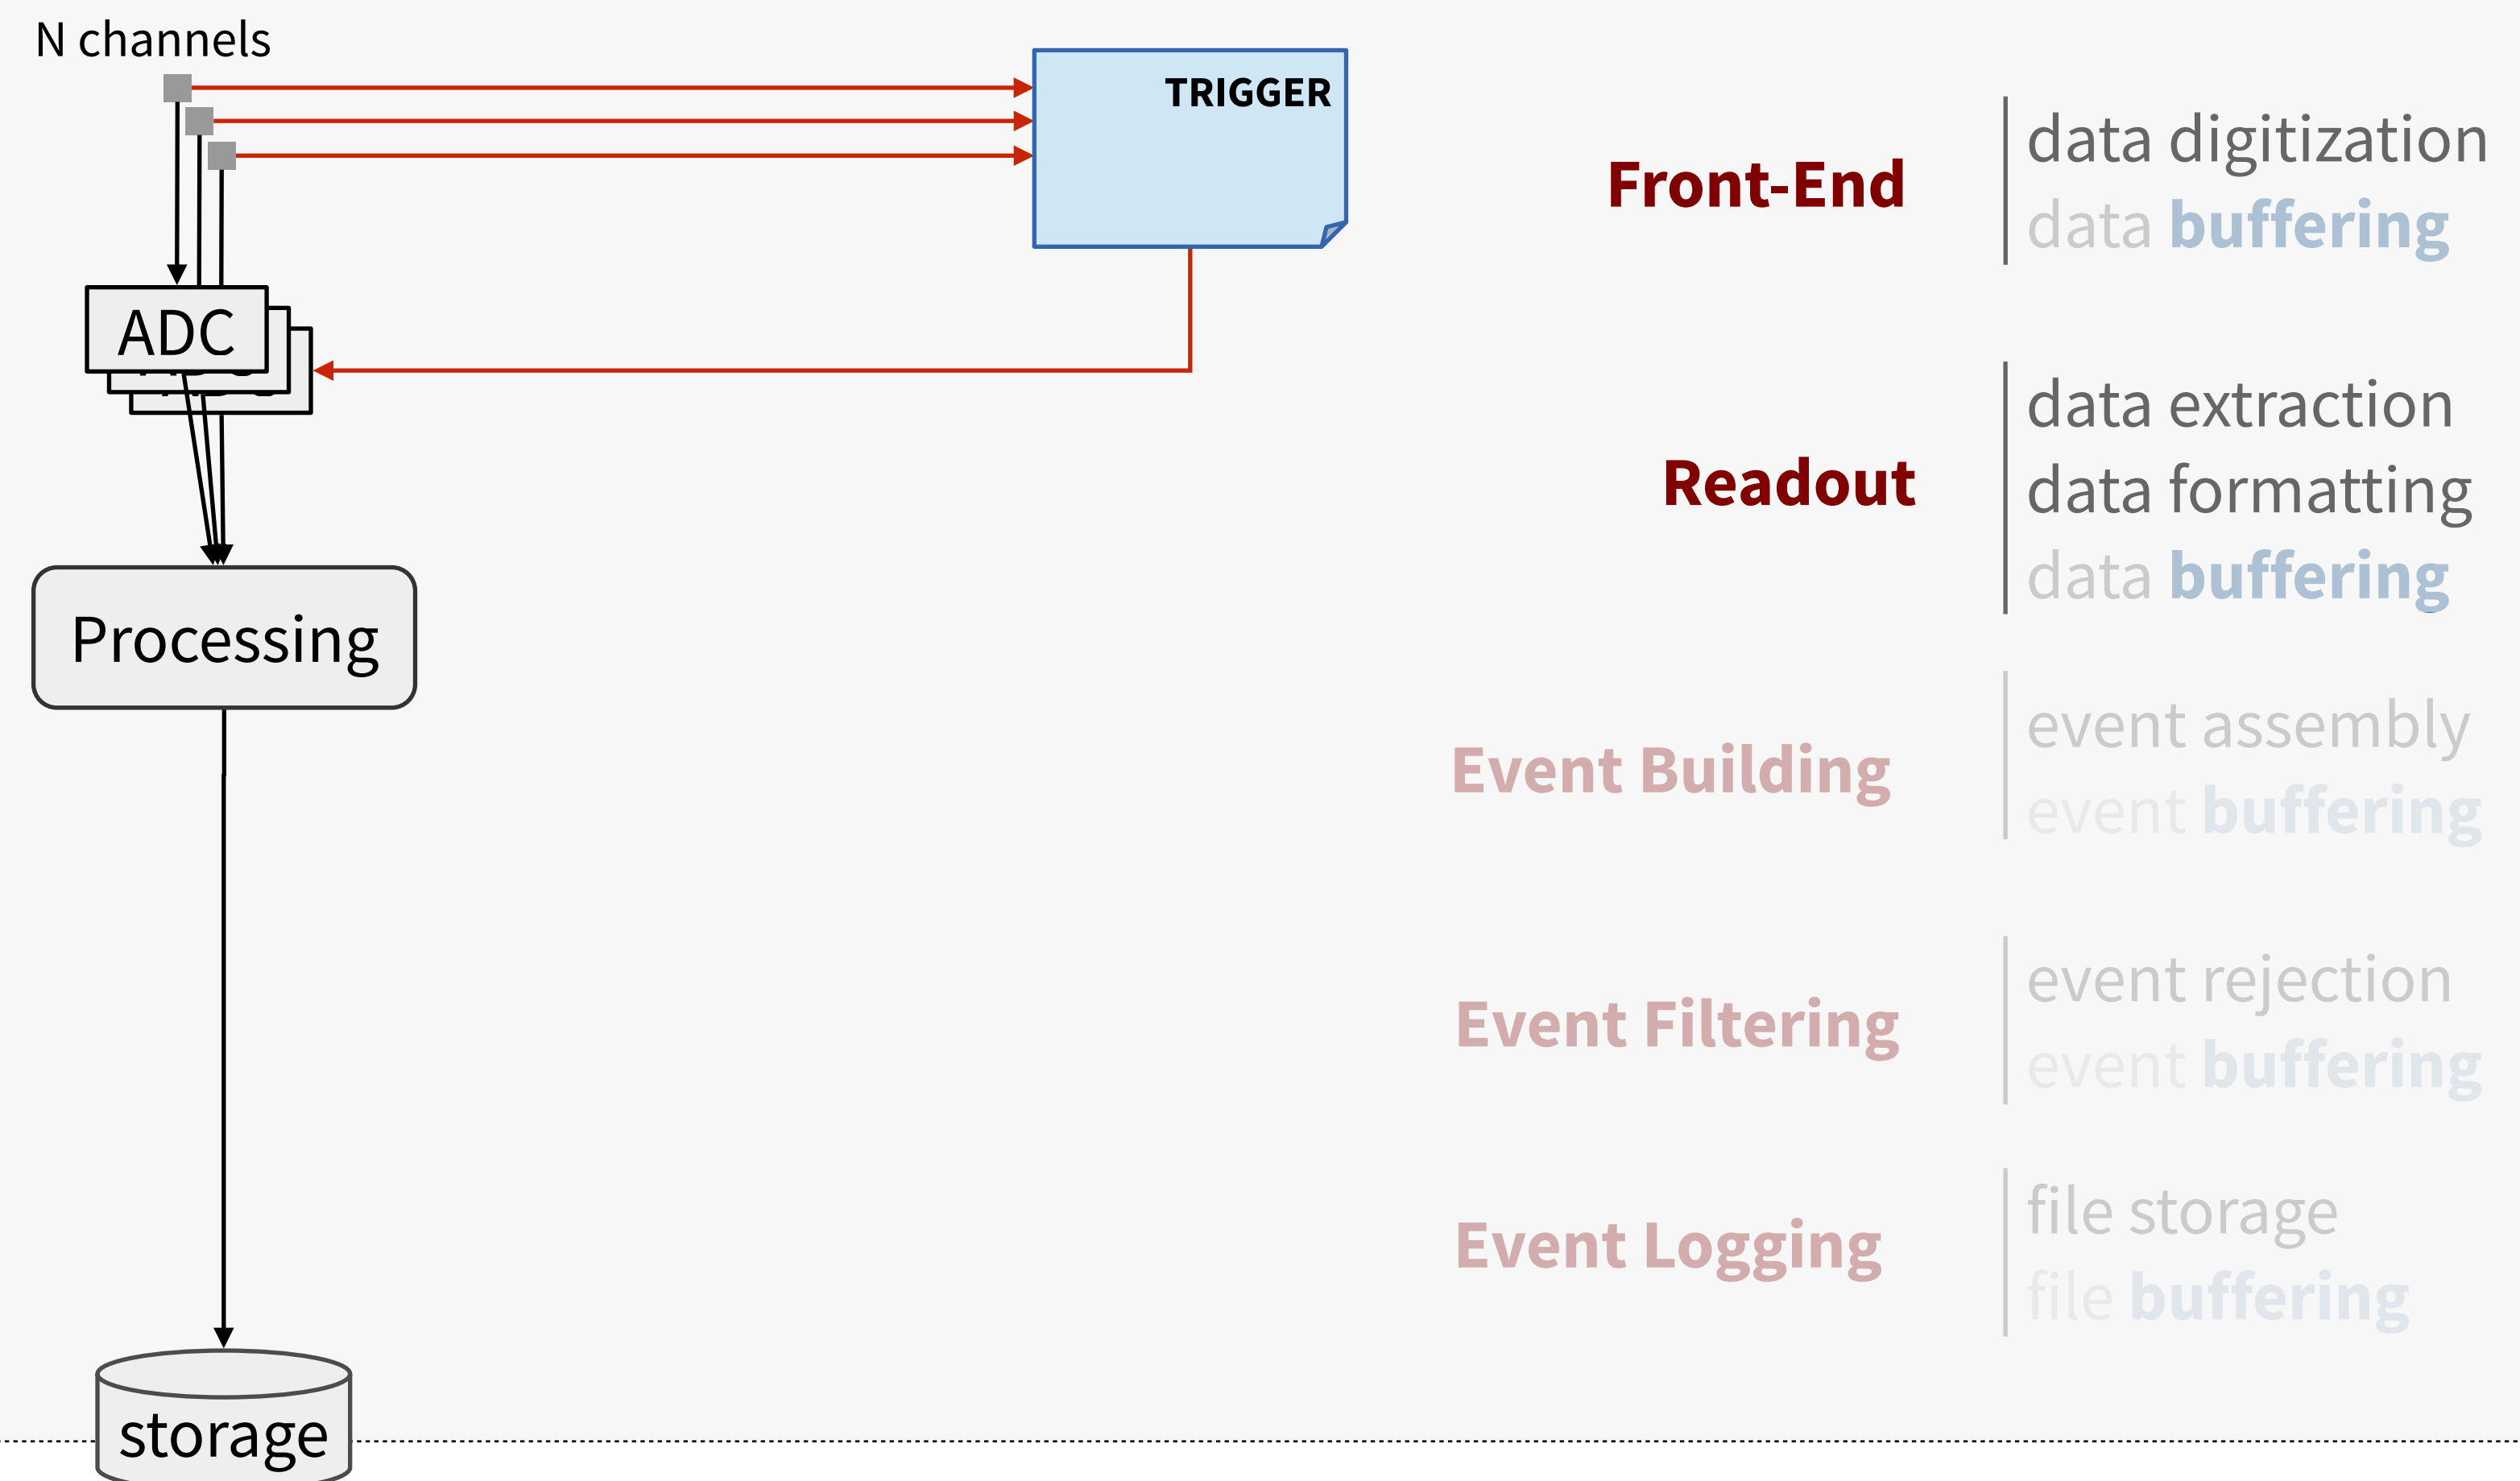 N channels
TRIGGER
ADC
Processing
storage
Front-End
data digitization
data buffering
Readout
data extraction
data formatting
data buffering
Event Building
event assembly
event buffering
Event Filtering
event rejection
event buffering
Event Logging
file storage
file buffering